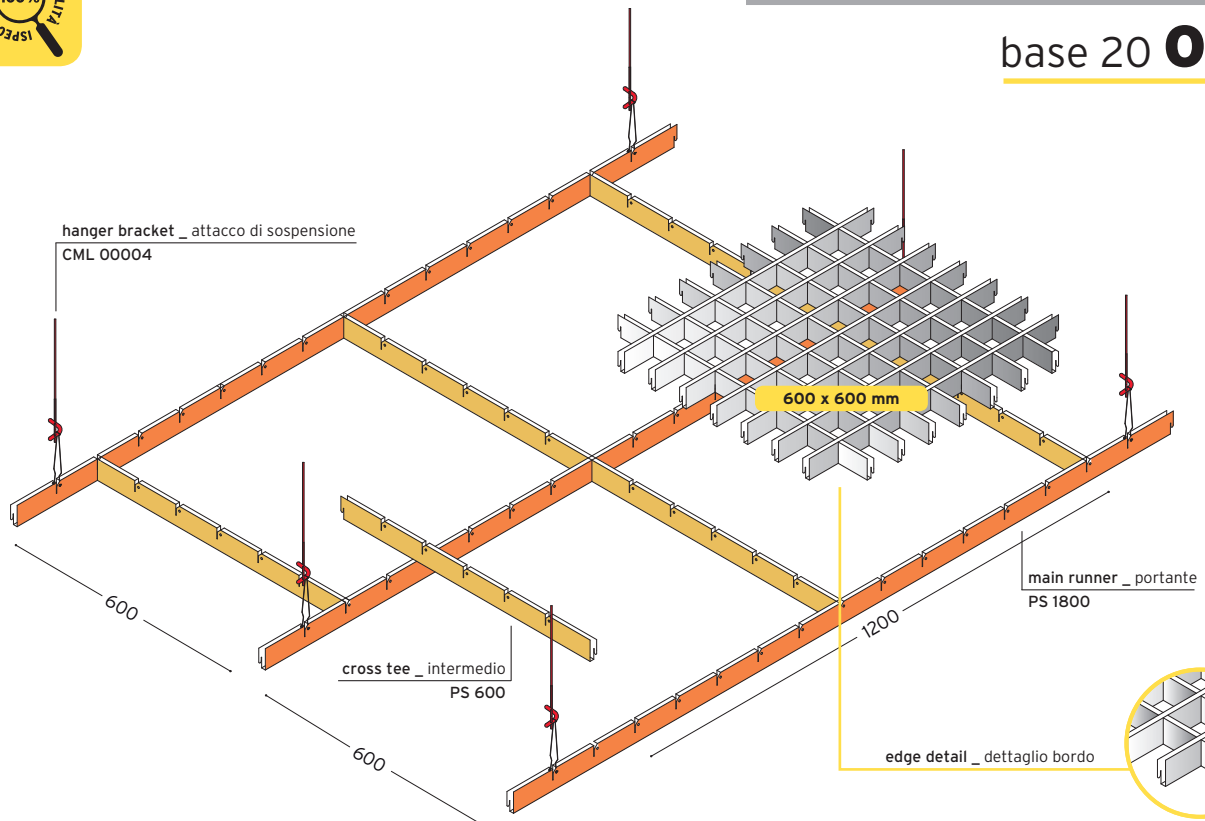 base 20
hanger bracket _ attacco di sospensione
CML 00004
600 x 600 mm
main runner _ portante
PS 1800
600
1200
cross tee _ intermedio
PS 600
600
edge detail _ dettaglio bordo